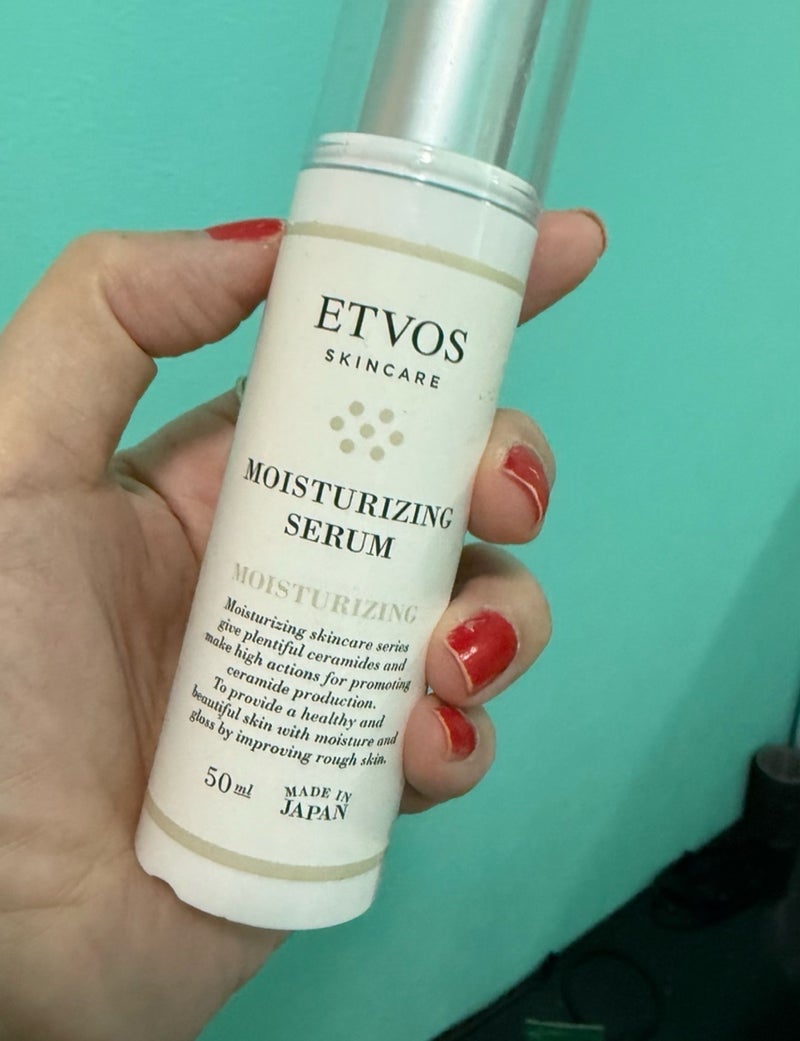 ETVOS
SKINCARE
MOISTURIZING
SERUM
MOISTURIZING
Moisturizing skincare series
give plentiful ceramides and
make high actions for promoting
ceramide production.
To provide a healthy and
beautiful skin with moisture and
gloss by improving rough skin.
50ml
MADE IN
JAPAN